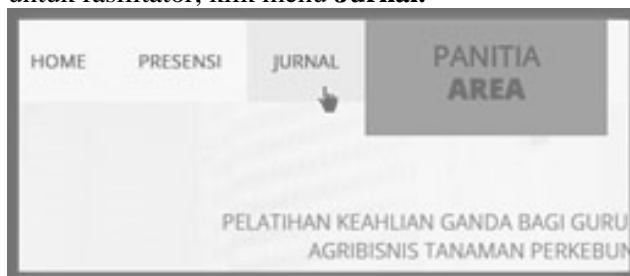 untuk fasilitator, klik menu Jurnal.
HOME PRESENSI JURNAL PANITIA
AREA
PELATIHAN KEAHLIAN GANDA BAGI GURU
AGRIBISNIS TANAMAN PERKEBUN